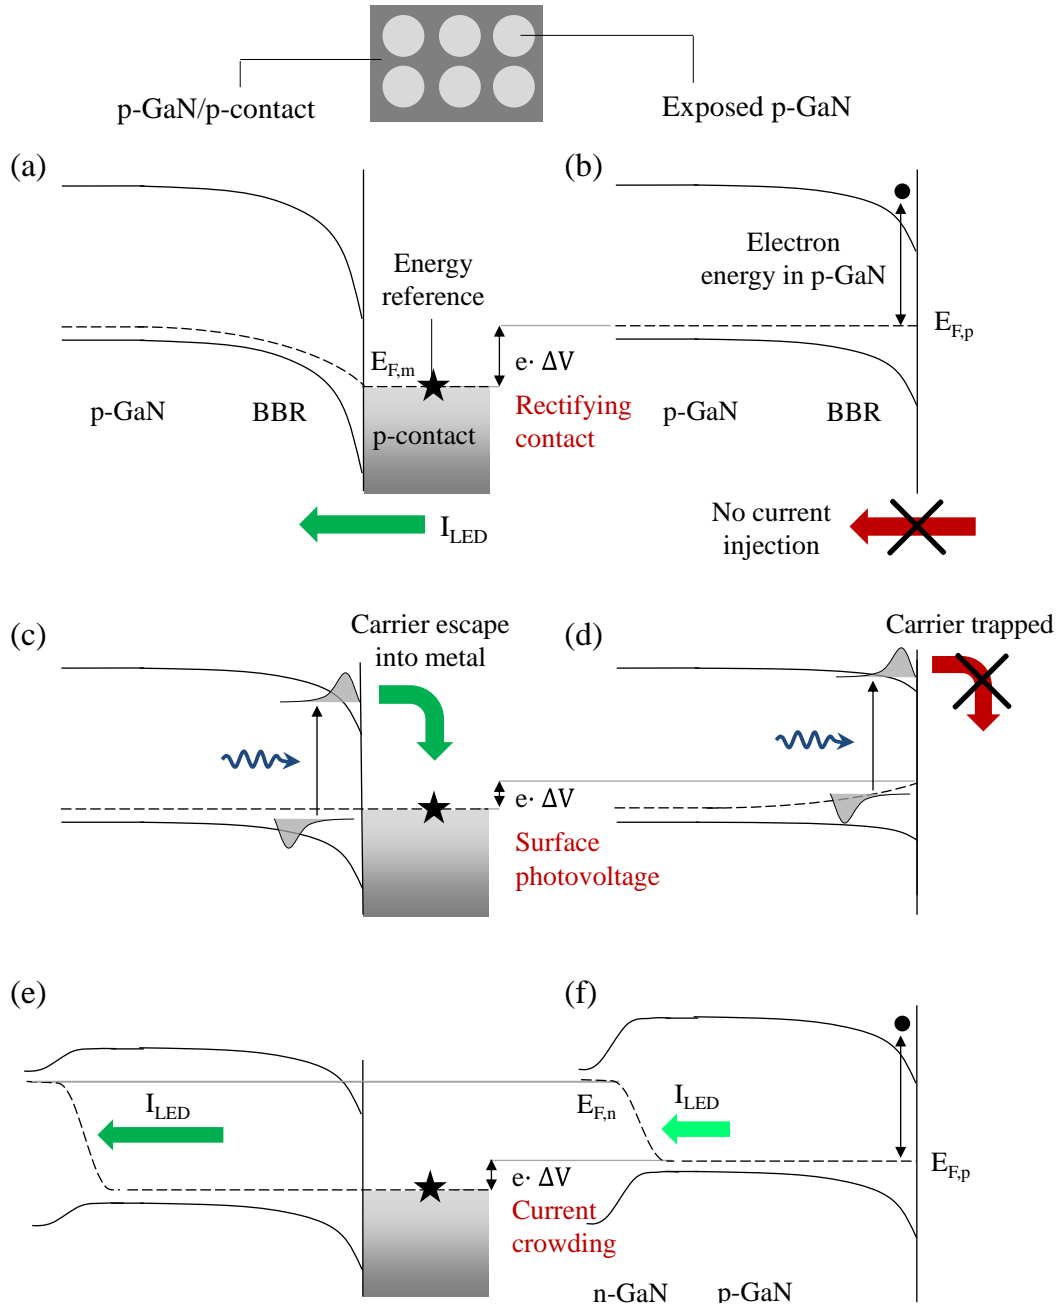 p-GaN/p-contact
Exposed p-GaN
(a)
Energy
reference
E_F,m
p-GaN
BBR
p-contact
e· ΔV
Rectifying
contact
I_LED
(b)
Electron
energy in p-GaN
E_F,p
p-GaN
BBR
No current
injection
(c)
Carrier escape
into metal
e· ΔV
Surface
photovoltage
(d)
Carrier trapped
(e)
I_LED
e· ΔV
Current
crowding
(f)
E_F,n
I_LED
E_F,p
n-GaN
p-GaN